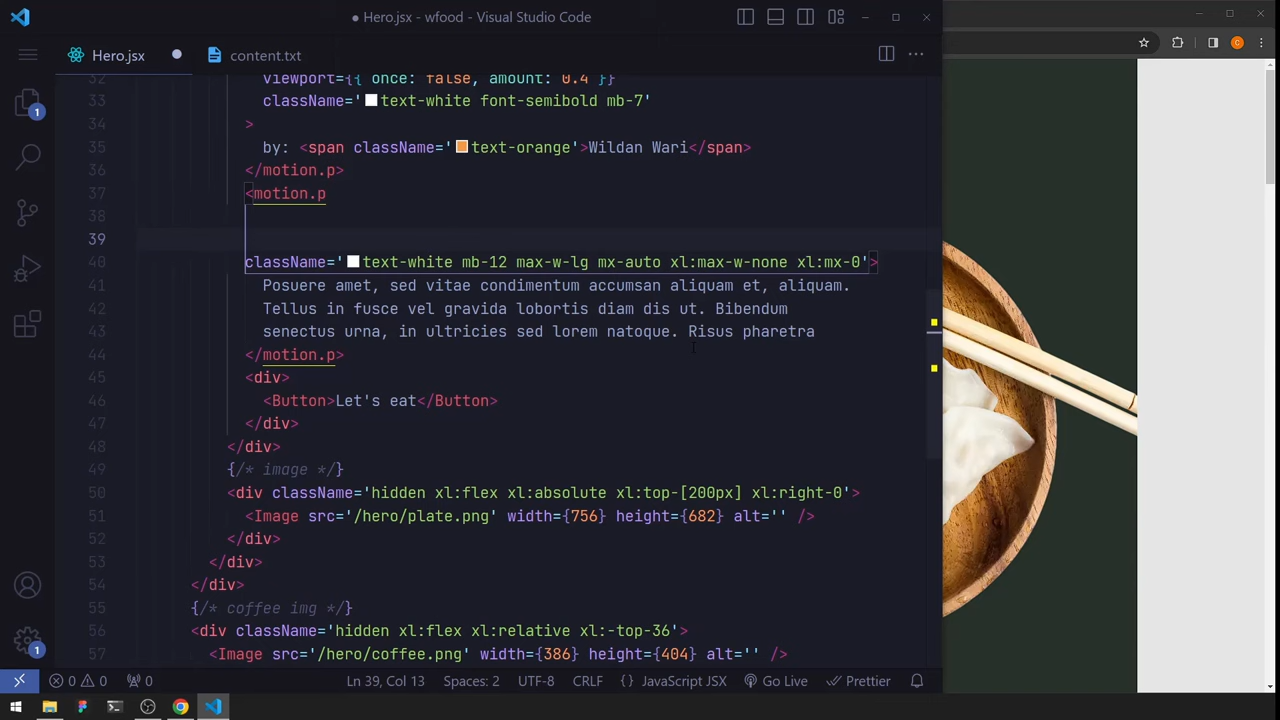 Hero.jsx - wfood - Visual Studio Code
Hero.jsx
content.txt
32 viewport={{ once: false, amount: 0.4 }}
33 className='text-white font-semibold mb-7'
34 >
35 by: <span className='text-orange'>Wildan Wari</span>
36 </motion.p>
37 <motion.p
38
39
40 className='text-white mb-12 max-w-lg mx-auto xl:max-w-none xl:mx-0'>
41 Posuere amet, sed vitae condimentum accumsan aliquam et, aliquam.
42 Tellus in fusce vel gravida lobortis diam dis ut. Bibendum
43 senectus urna, in ultricies sed lorem natoque. Risus pharetra
44 </motion.p>
45 <div>
46 <Button>Let's eat</Button>
47 </div>
48 </div>
49 {/* image */}
50 <div className='hidden xl:flex xl:absolute xl:top-[200px] xl:right-0'>
51 <Image src='/hero/plate.png' width={756} height={682} alt='' />
52 </div>
53 </div>
54 </div>
55 {/* coffee img */}
56 <div className='hidden xl:flex xl:relative xl:-top-36'>
57 <Image src='/hero/coffee.png' width={386} height={404} alt='' />
1
1
C
0 0 0 Ln 39, Col 13 Spaces: 2 UTF-8 CRLF {} JavaScript JSX Go Live Prettier